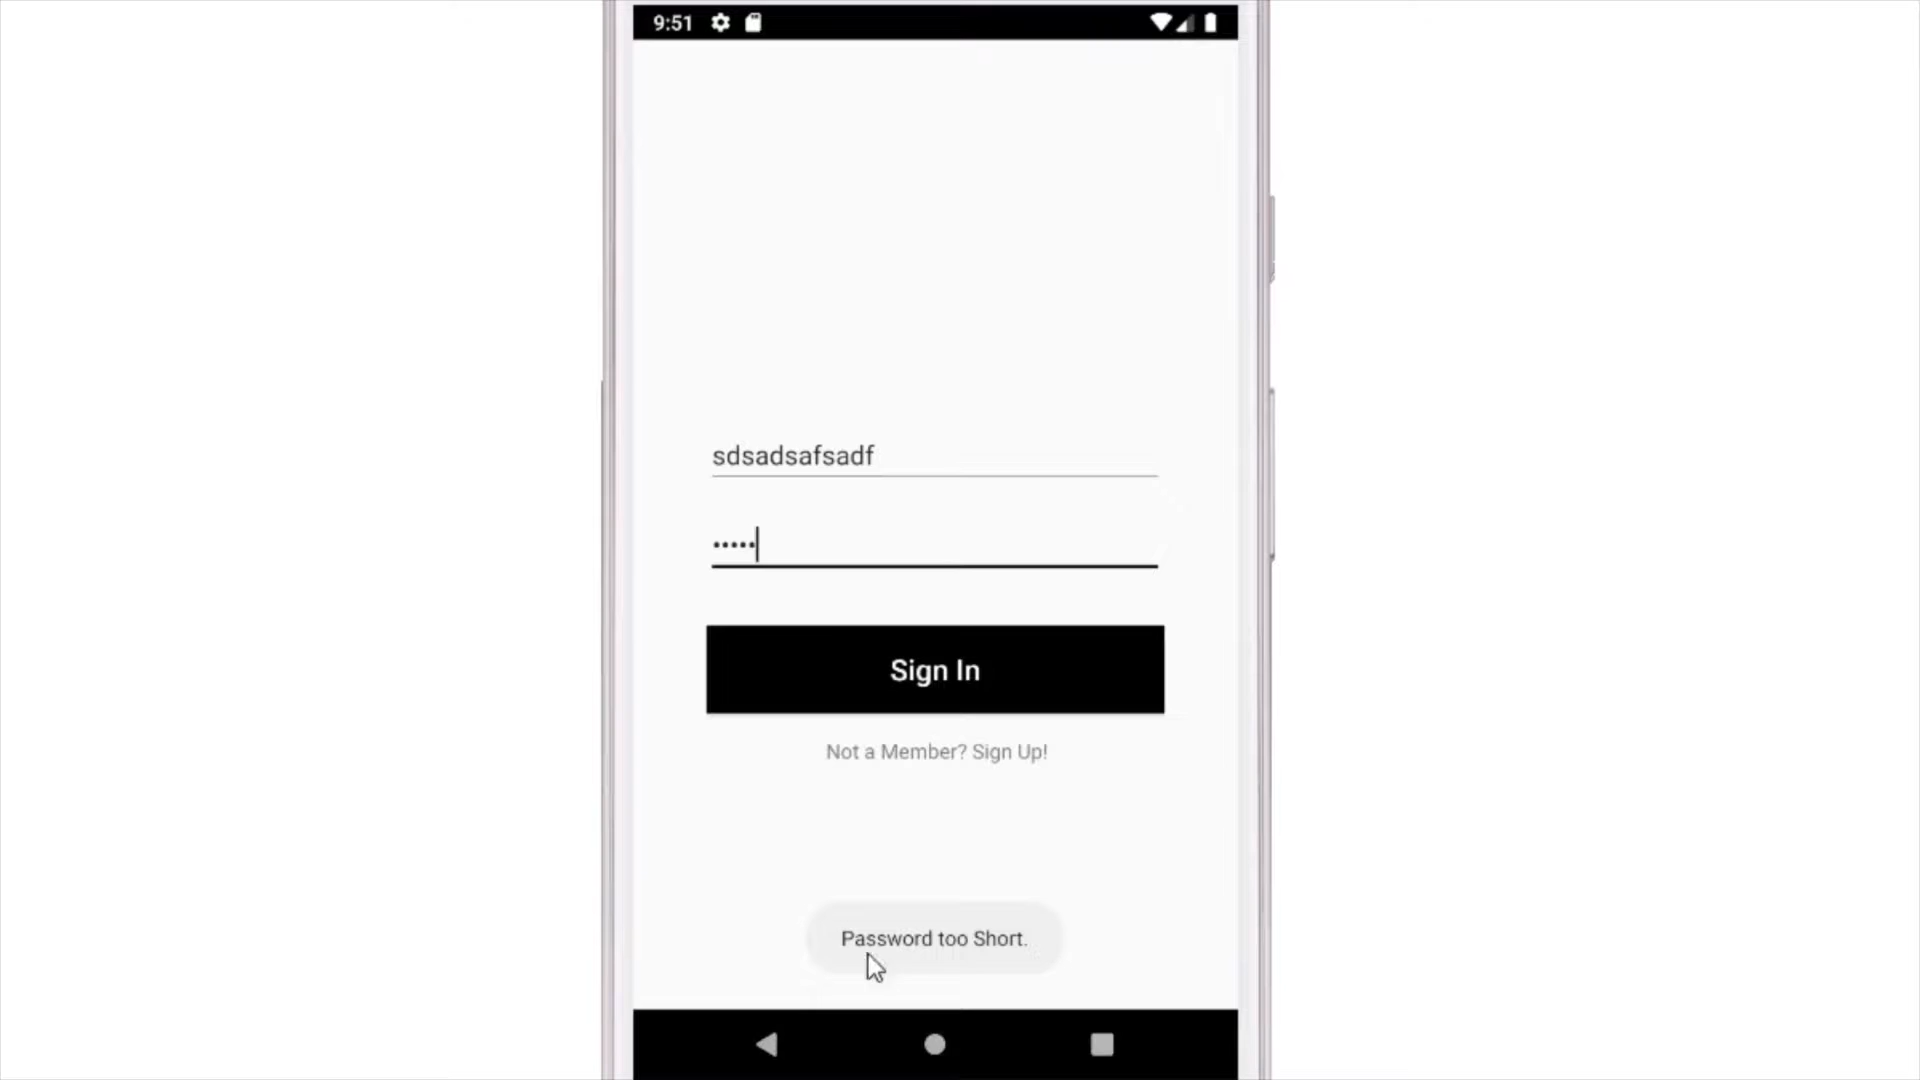 9:51
sdsadsafsadf
•••••
Sign In
Not a Member? Sign Up!
Password too Short.